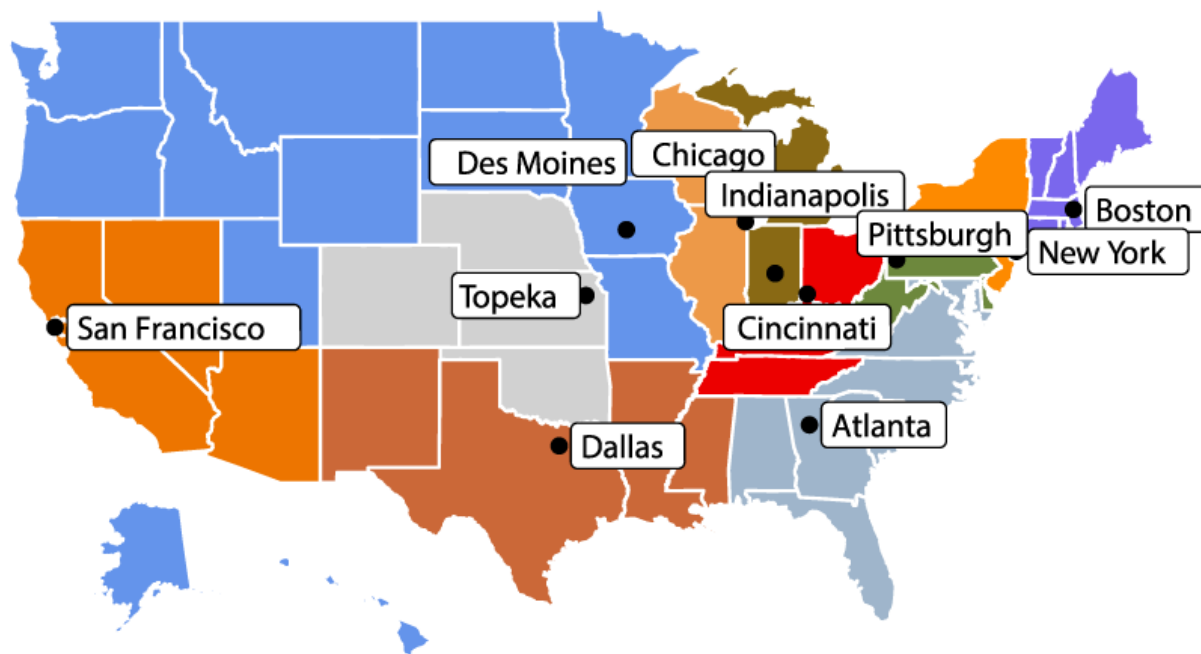 Des Moines
Chicago
Indianapolis
Boston
Pittsburgh
New York
Topeka
San Francisco
Cincinnati
Atlanta
Dallas